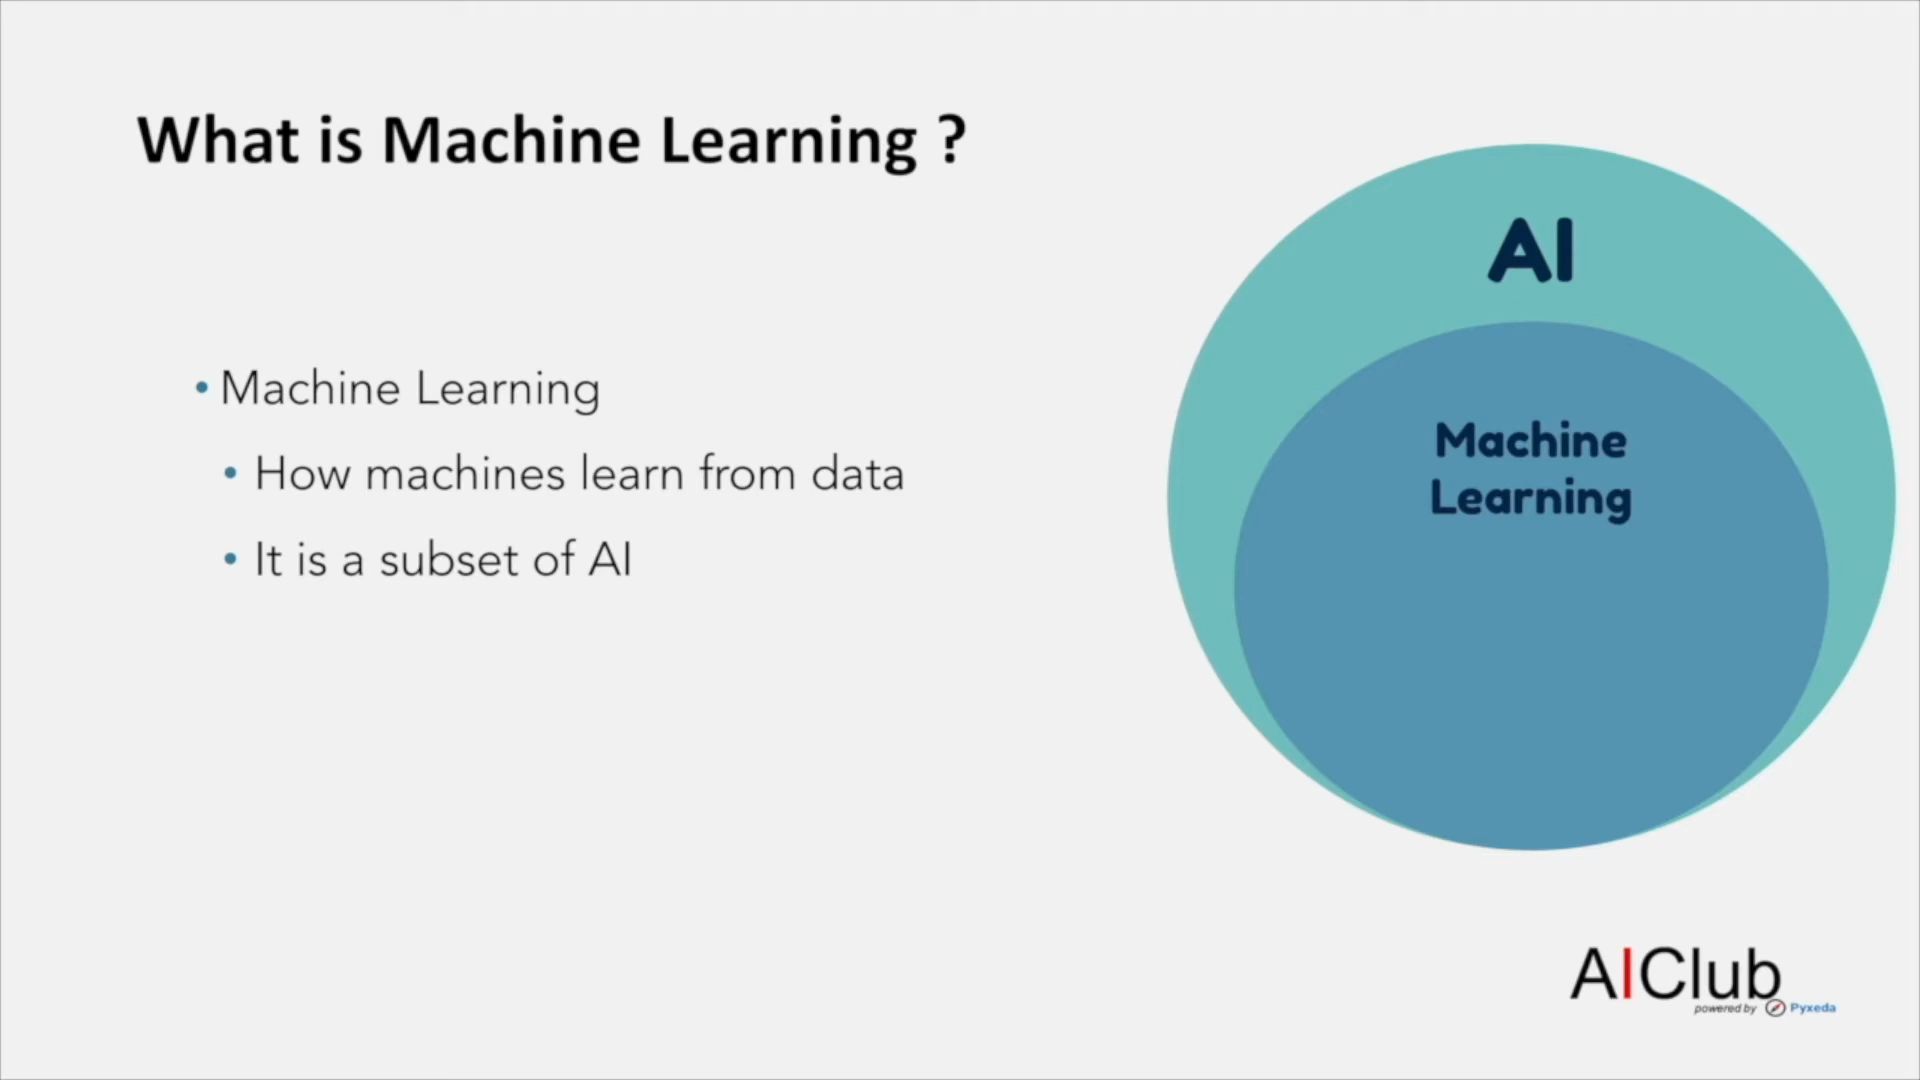 What is Machine Learning ?
• Machine Learning
• How machines learn from data
• It is a subset of AI
AI
Machine
Learning
AIClub
powered by Pyxeda